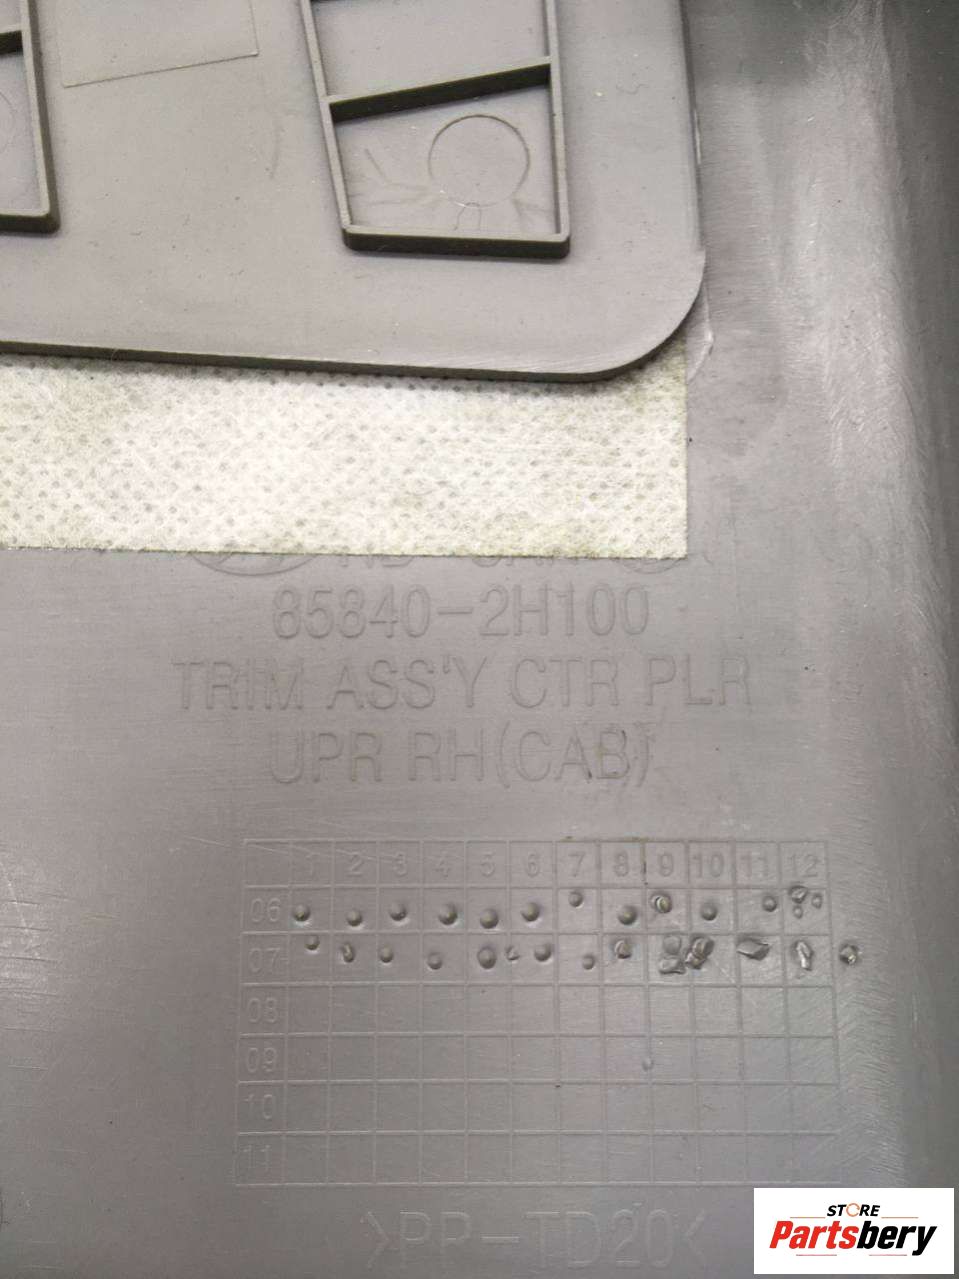 85840-2H100
TRIM ASS'Y CTR PLR
UPR RH(CAB)
1 2 3 4 5 6 7 8 9 10 11 12
06
07
08
09
10
11
>PP-TD20<
STORE
Partsbery